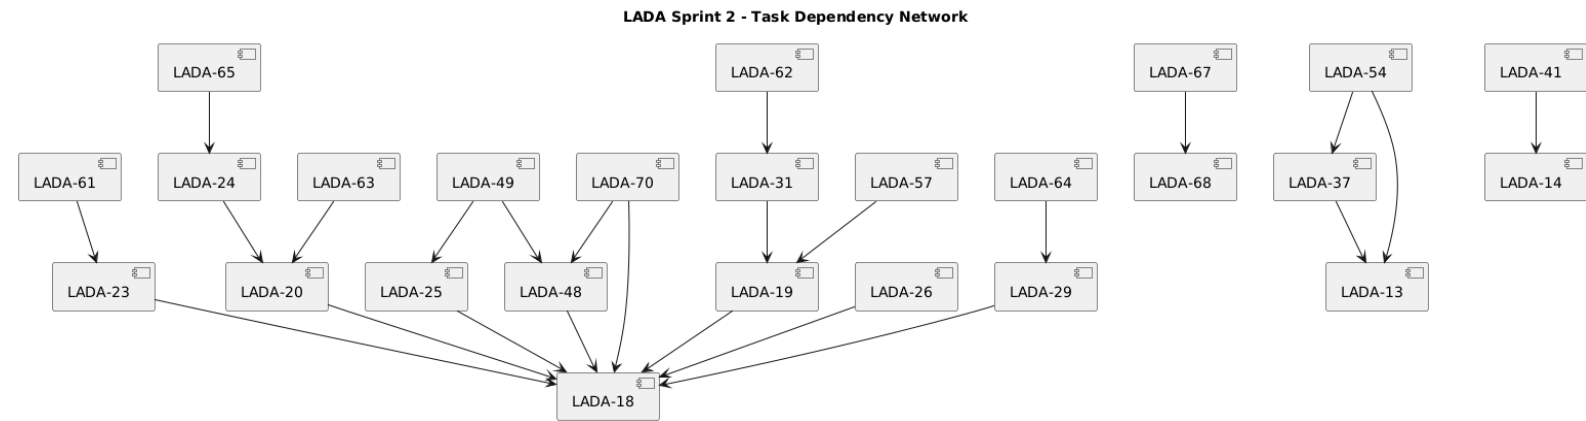 LADA Sprint 2 - Task Dependency Network
LADA-65
LADA-62
LADA-67
LADA-54
LADA-41
LADA-61
LADA-24
LADA-63
LADA-49
LADA-70
LADA-31
LADA-57
LADA-64
LADA-68
LADA-37
LADA-14
LADA-23
LADA-20
LADA-25
LADA-48
LADA-19
LADA-26
LADA-29
LADA-13
LADA-18